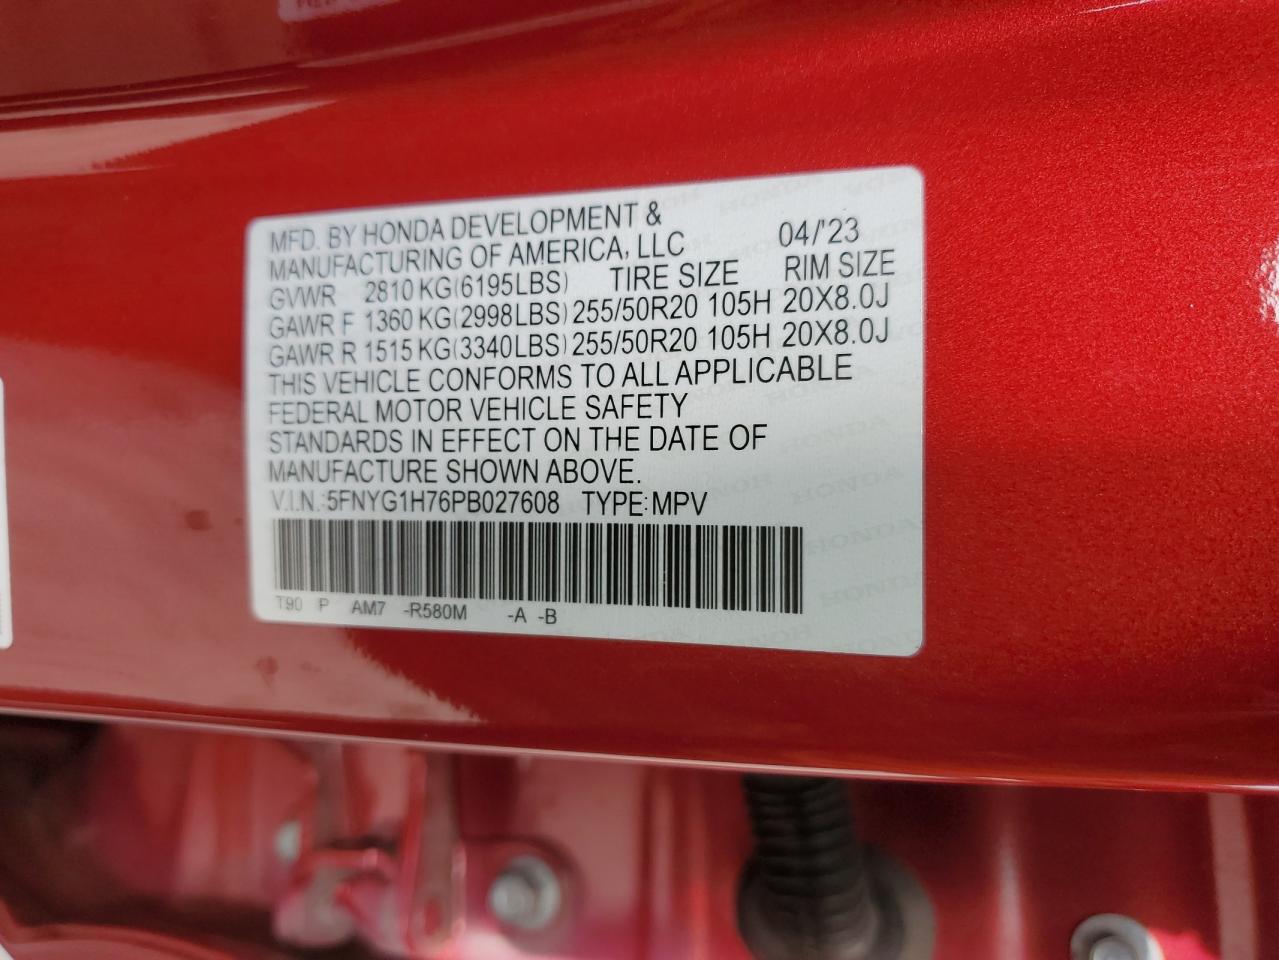 MFD. BY HONDA DEVELOPMENT &
MANUFACTURING OF AMERICA, LLC 04/'23
GVWR 2810 KG(6195LBS) TIRE SIZE RIM SIZE
GAWR F 1360 KG(2998LBS) 255/50R20 105H 20X8.0J
GAWR R 1515 KG(3340LBS) 255/50R20 105H 20X8.0J
THIS VEHICLE CONFORMS TO ALL APPLICABLE
FEDERAL MOTOR VEHICLE SAFETY
STANDARDS IN EFFECT ON THE DATE OF
MANUFACTURE SHOWN ABOVE.
V.I.N.:5FNYG1H76PB027608 TYPE:MPV
T90 P AM7 -R580M -A -B